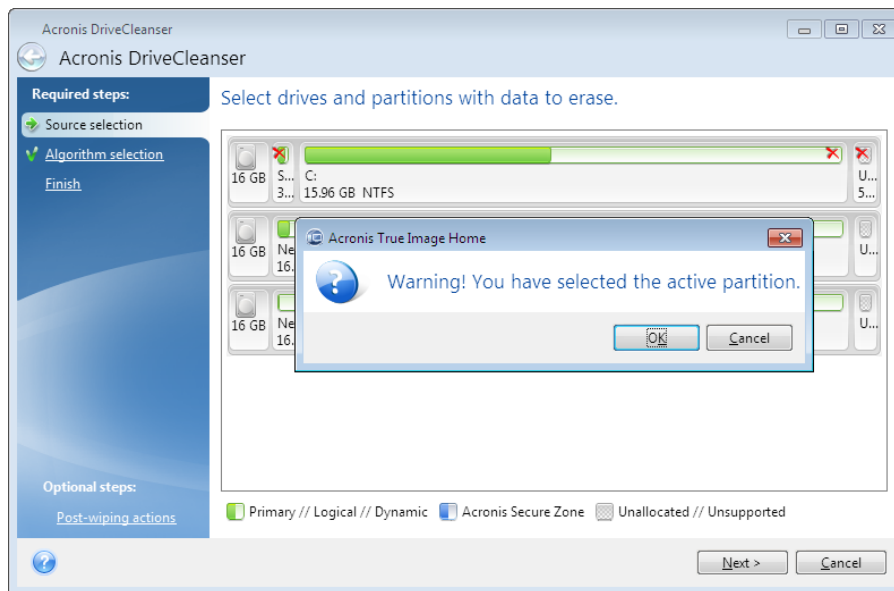 Acronis DriveCleanser
Acronis DriveCleanser
Required steps:
Source selection
Algorithm selection
Finish
Optional steps:
Post-wiping actions
Select drives and partitions with data to erase.
16 GB
S...
3...
C:
15.96 GB NTFS
U...
5...
16 GB
Ne
16.
U...
16 GB
Ne
16.
U...
Acronis True Image Home
Warning! You have selected the active partition.
OK
Cancel
Primary // Logical // Dynamic
Acronis Secure Zone
Unallocated // Unsupported
Next >
Cancel